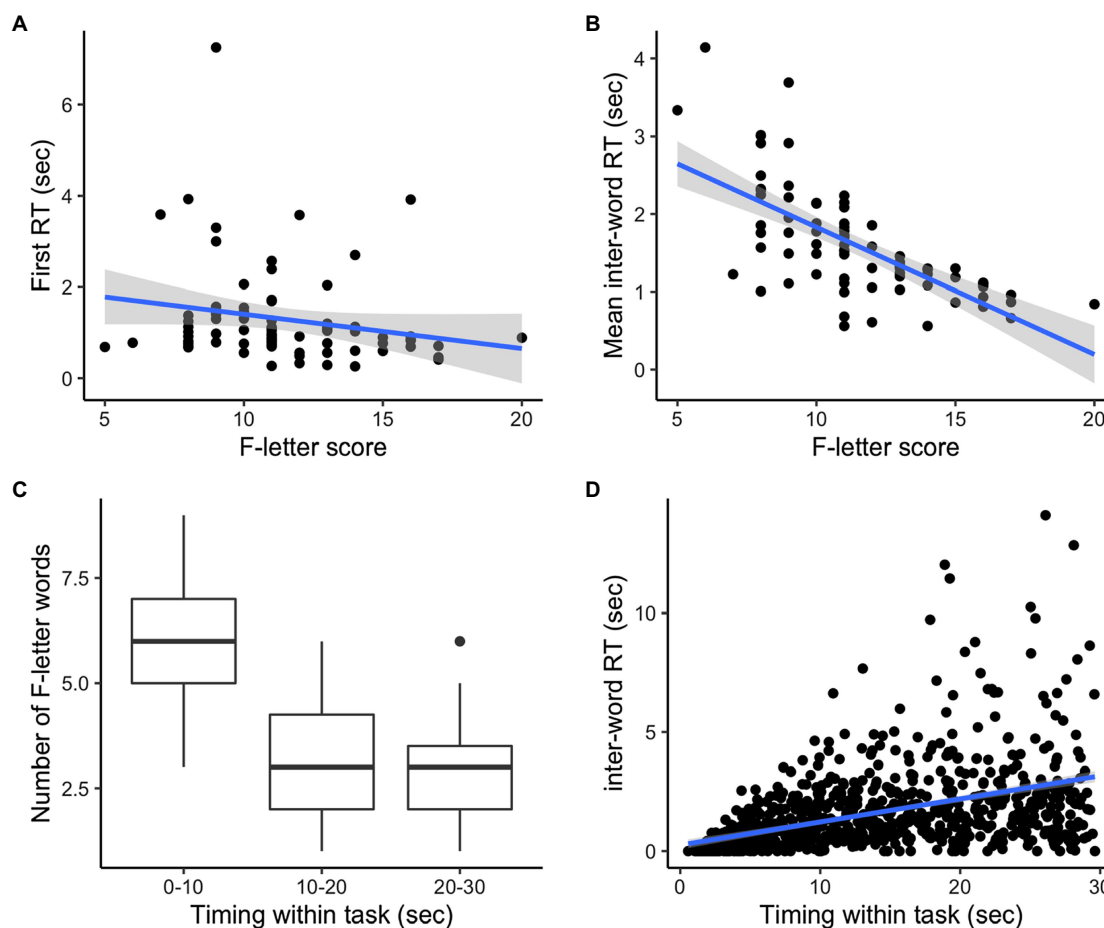 A
First RT (sec)
6
4
2
0
5 10 15 20
F-letter score
B
Mean inter-word RT (sec)
4
3
2
1
0
5 10 15 20
F-letter score
C
Number of F-letter words
7.5
5.0
2.5
0-10 10-20 20-30
Timing within task (sec)
D
inter-word RT (sec)
10
5
0
0 10 20 30
Timing within task (sec)